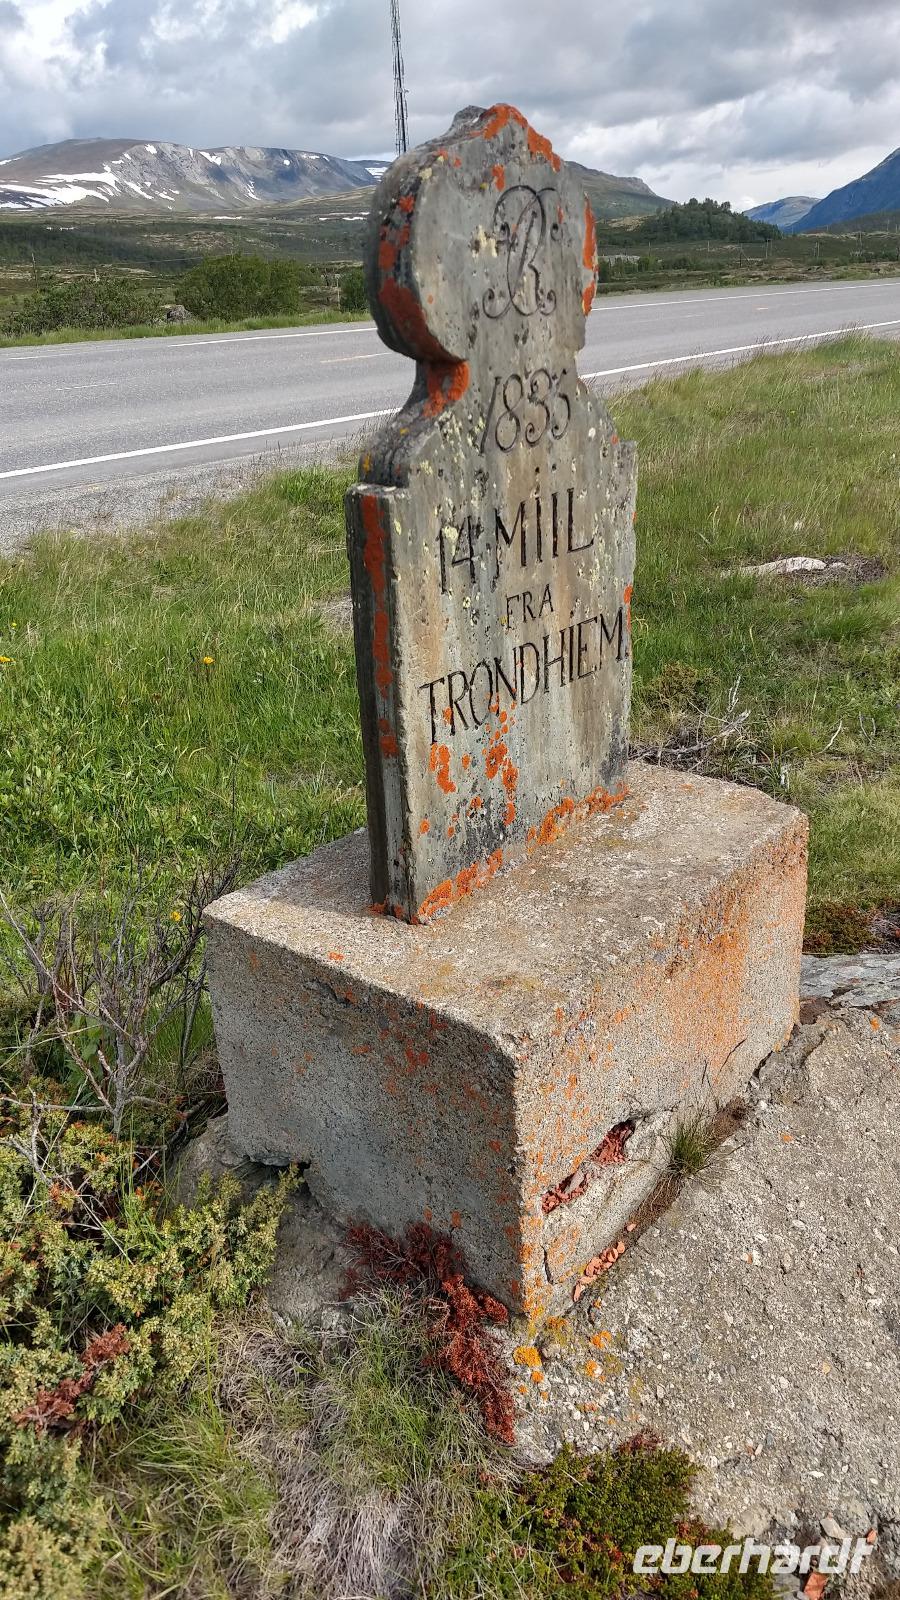 1835
14 MIIL
FRA
TRONDHIEM.
eberhardt